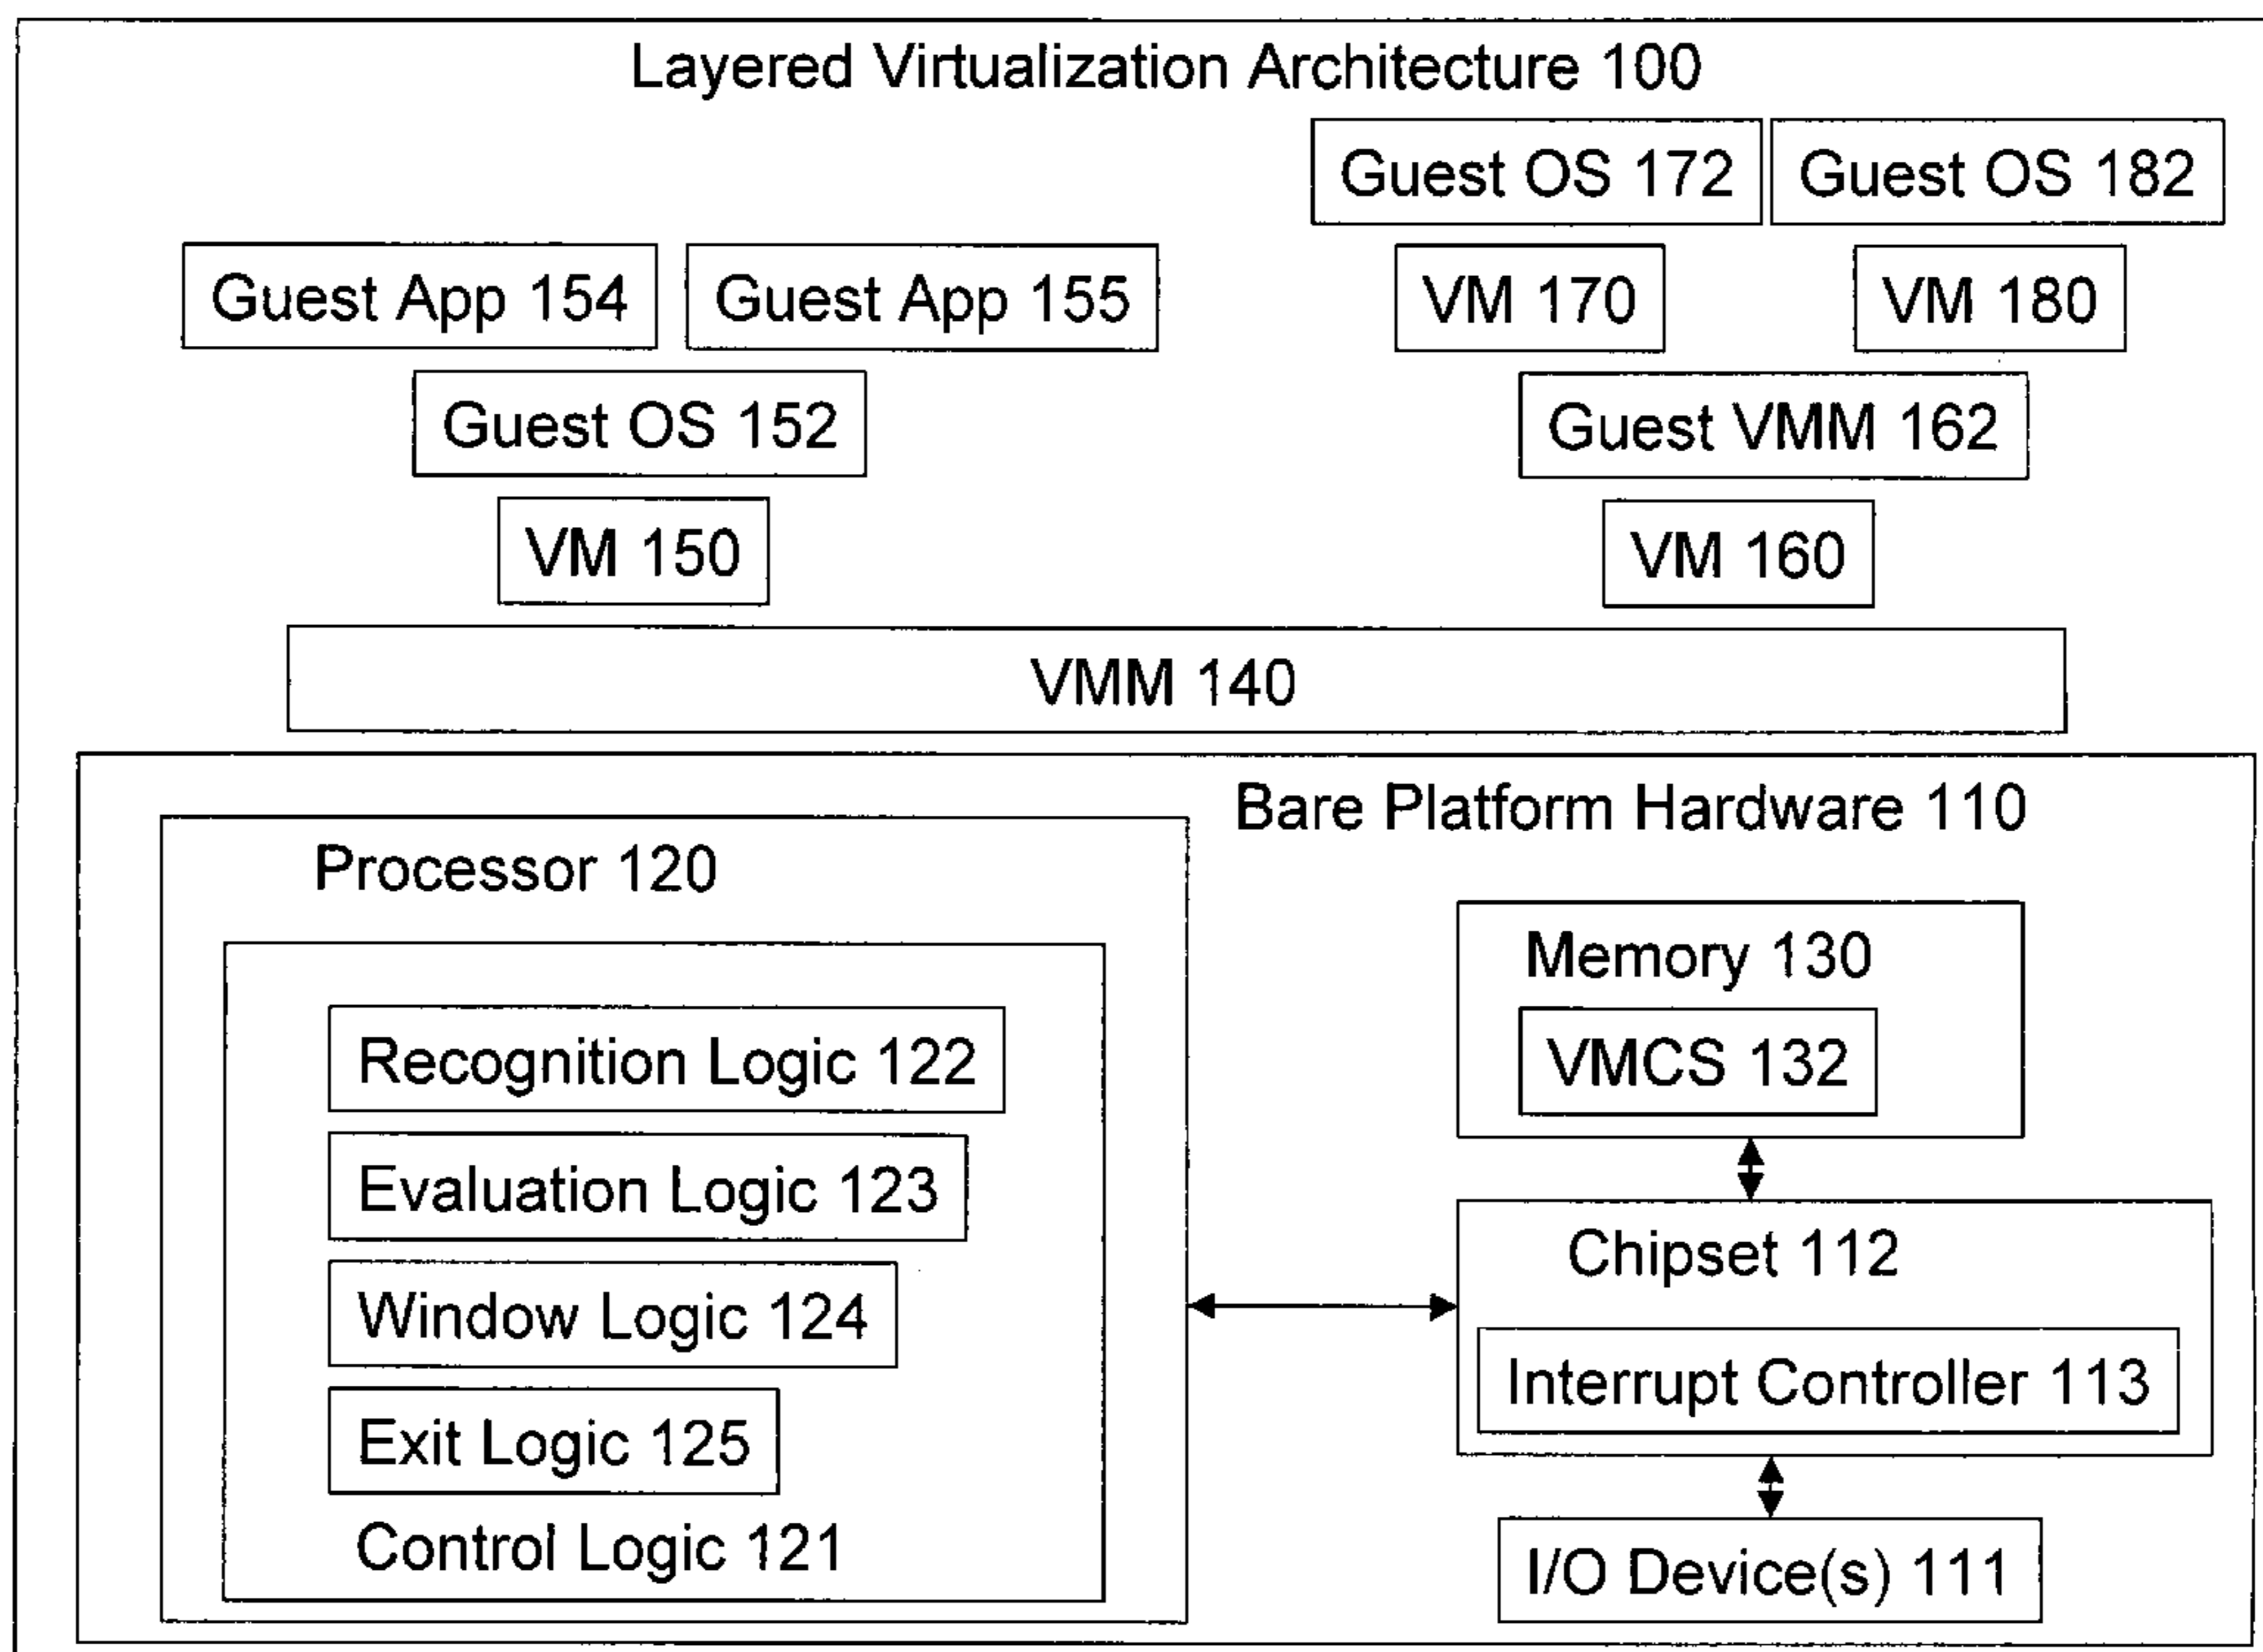 Layered Virtualization Architecture 100
Guest OS 172
Guest OS 182
Guest App 154
Guest App 155
VM 170
VM 180
Guest OS 152
Guest VMM 162
VM 150
VM 160
VMM 140
Bare Platform Hardware 110
Processor 120
Recognition Logic 122
Evaluation Logic 123
Window Logic 124
Exit Logic 125
Control Logic 121
Memory 130
VMCS 132
Chipset 112
Interrupt Controller 113
I/O Device(s) 111